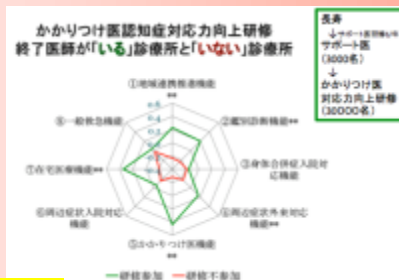 かかりつけ医認知症対応力向上研修
終了医師が「いる」診療所と「いない」診療所
長寿
↓サポート医研修
サポート医
(3000名)
↓
かかりつけ医
対応力向上研修
(30000名)
①地域連携推進機能
**
②鑑別診断機能**
③身体合併症入院対
応機能
④周辺症状外来対応
機能**
⑤かかりつけ医機能
**
⑥周辺症状入院対応
機能
⑦在宅医療機能**
⑧一般救急機能
研修参加 研修不参加